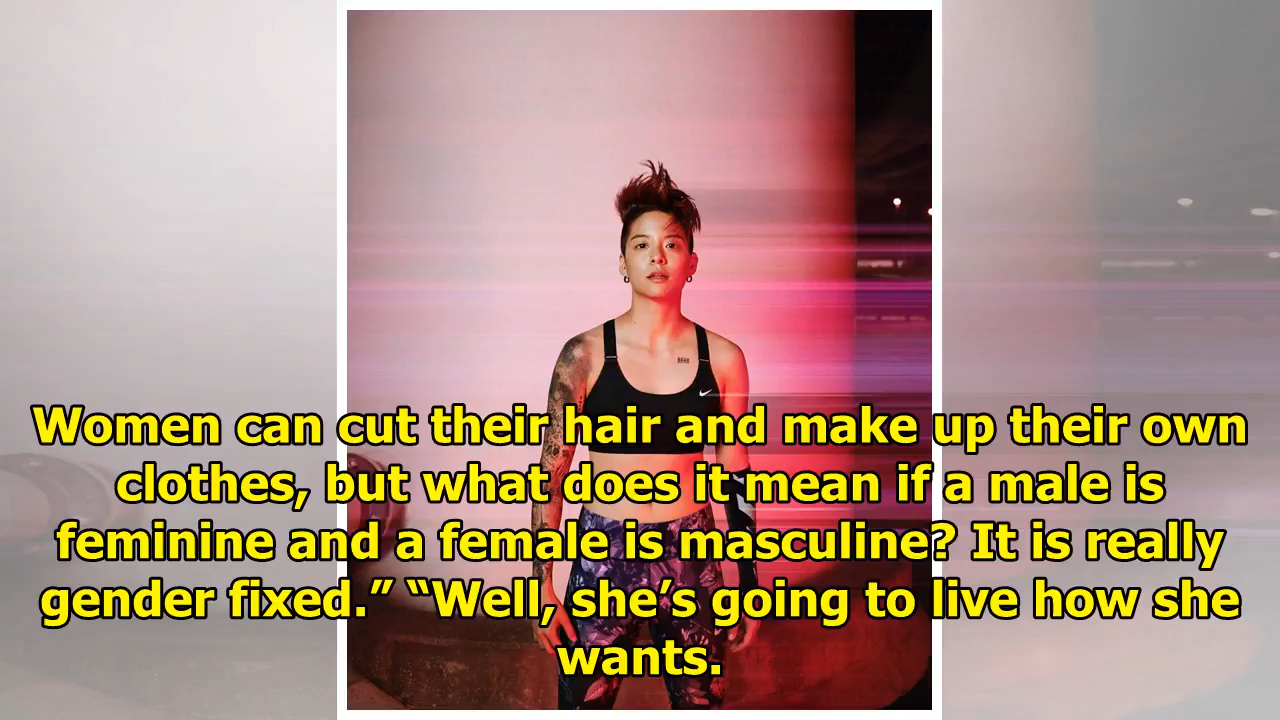 Women can cut their hair and make up their own
clothes, but what does it mean if a male is
feminine and a female is masculine? It is really
gender fixed.” “Well, she’s going to live how she
wants.